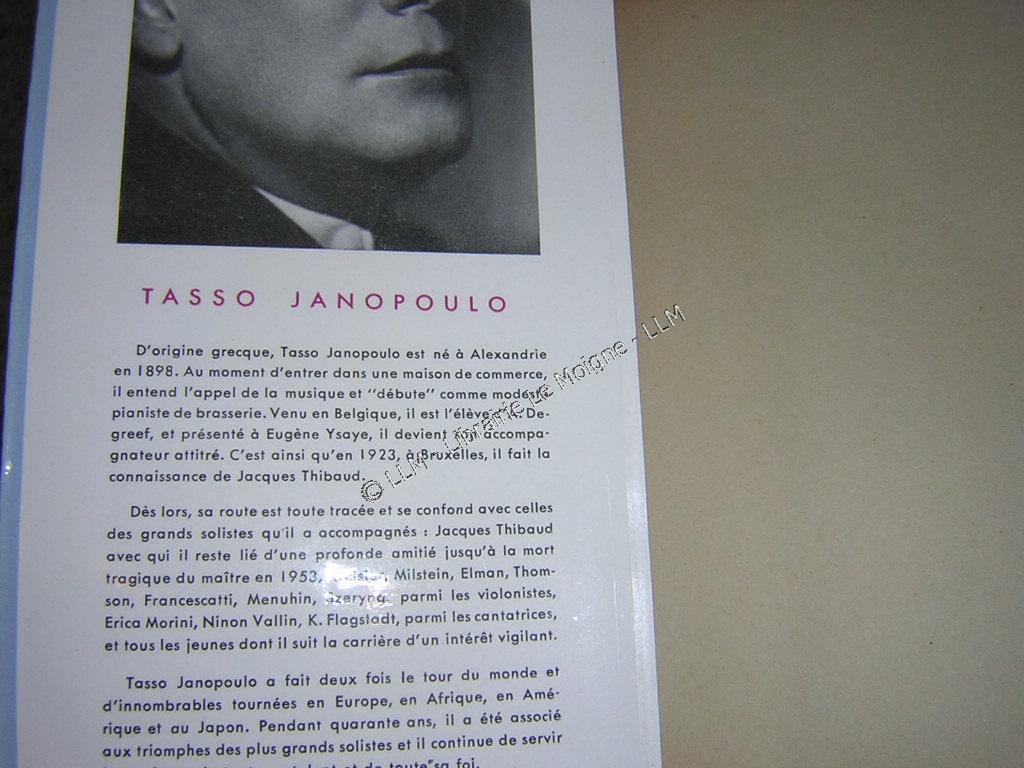 TASSO JANOPOULO
D'origine grecque, Tasso Janopoulo est né à Alexandrie
en 1898. Au moment d'entrer dans une maison de commerce,
il entend l'appel de la musique et "débute" comme modeste
pianiste de brasserie. Venu en Belgique, il est l'élève De-
greef, et présenté à Eugène Ysaye, il devient son accompa-
gnateur attitré. C'est ainsi qu'en 1923, à Bruxelles, il fait la
connaissance de Jacques Thibaud.
Dès lors, sa route est toute tracée et se confond avec celles
des grands solistes qu'il a accompagnés : Jacques Thibaud
avec qui il reste lié d'une profonde amitié jusqu'à la mort
tragique du maître en 1953, Milstein, Elman, Thom-
son, Francescatti, Menuhin, Szeryng, parmi les violonistes,
Erica Morini, Ninon Vallin, K. Flagstadt, parmi les cantatrices,
et tous les jeunes dont il suit la carrière d'un intérêt vigilant.
Tasso Janopoulo a fait deux fois le tour du monde et
d'innombrables tournées en Europe, en Afrique, en Amé-
rique et au Japon. Pendant quarante ans, il a été associé
aux triomphes des plus grands solistes et il continue de servir
et de toute sa foi.
© LLM - Librairie Le Moigne - LLM